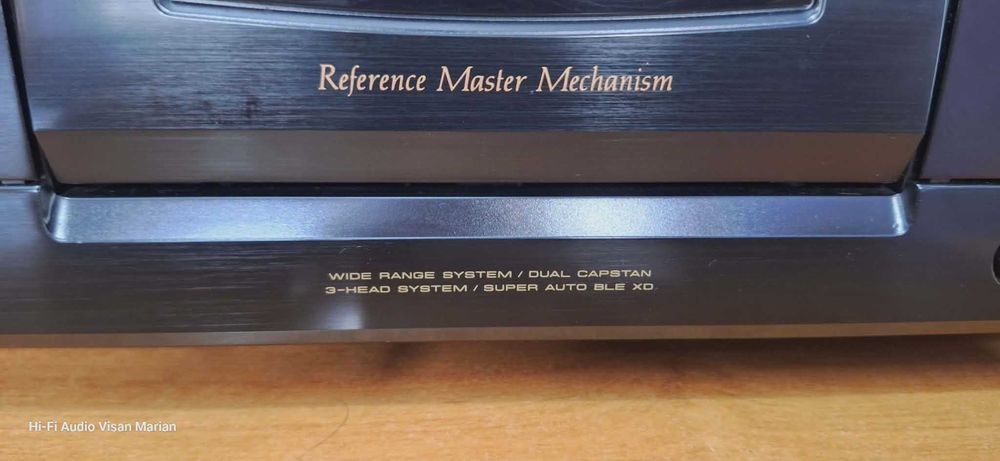 Reference Master Mechanism
WIDE RANGE SYSTEM / DUAL CAPSTAN
3-HEAD SYSTEM / SUPER AUTO BLE XD
Hi-Fi Audio Visan Marian